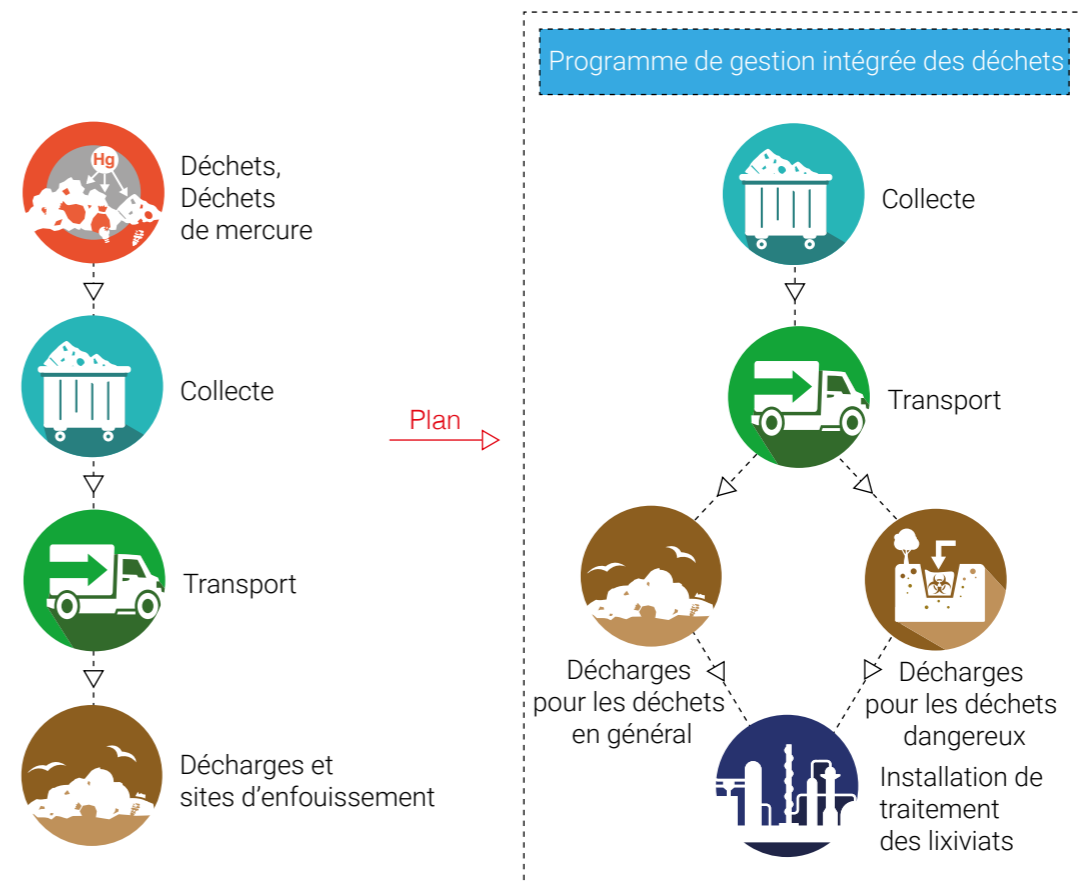 Programme de gestion intégrée des déchets
Hg
Déchets,
Déchets
de mercure
Collecte
Transport
Décharges et
sites d'enfouissement
Plan
Collecte
Transport
Décharges
pour les déchets
en général
Décharges
pour les déchets
dangereux
Installation de
traitement
des lixiviats